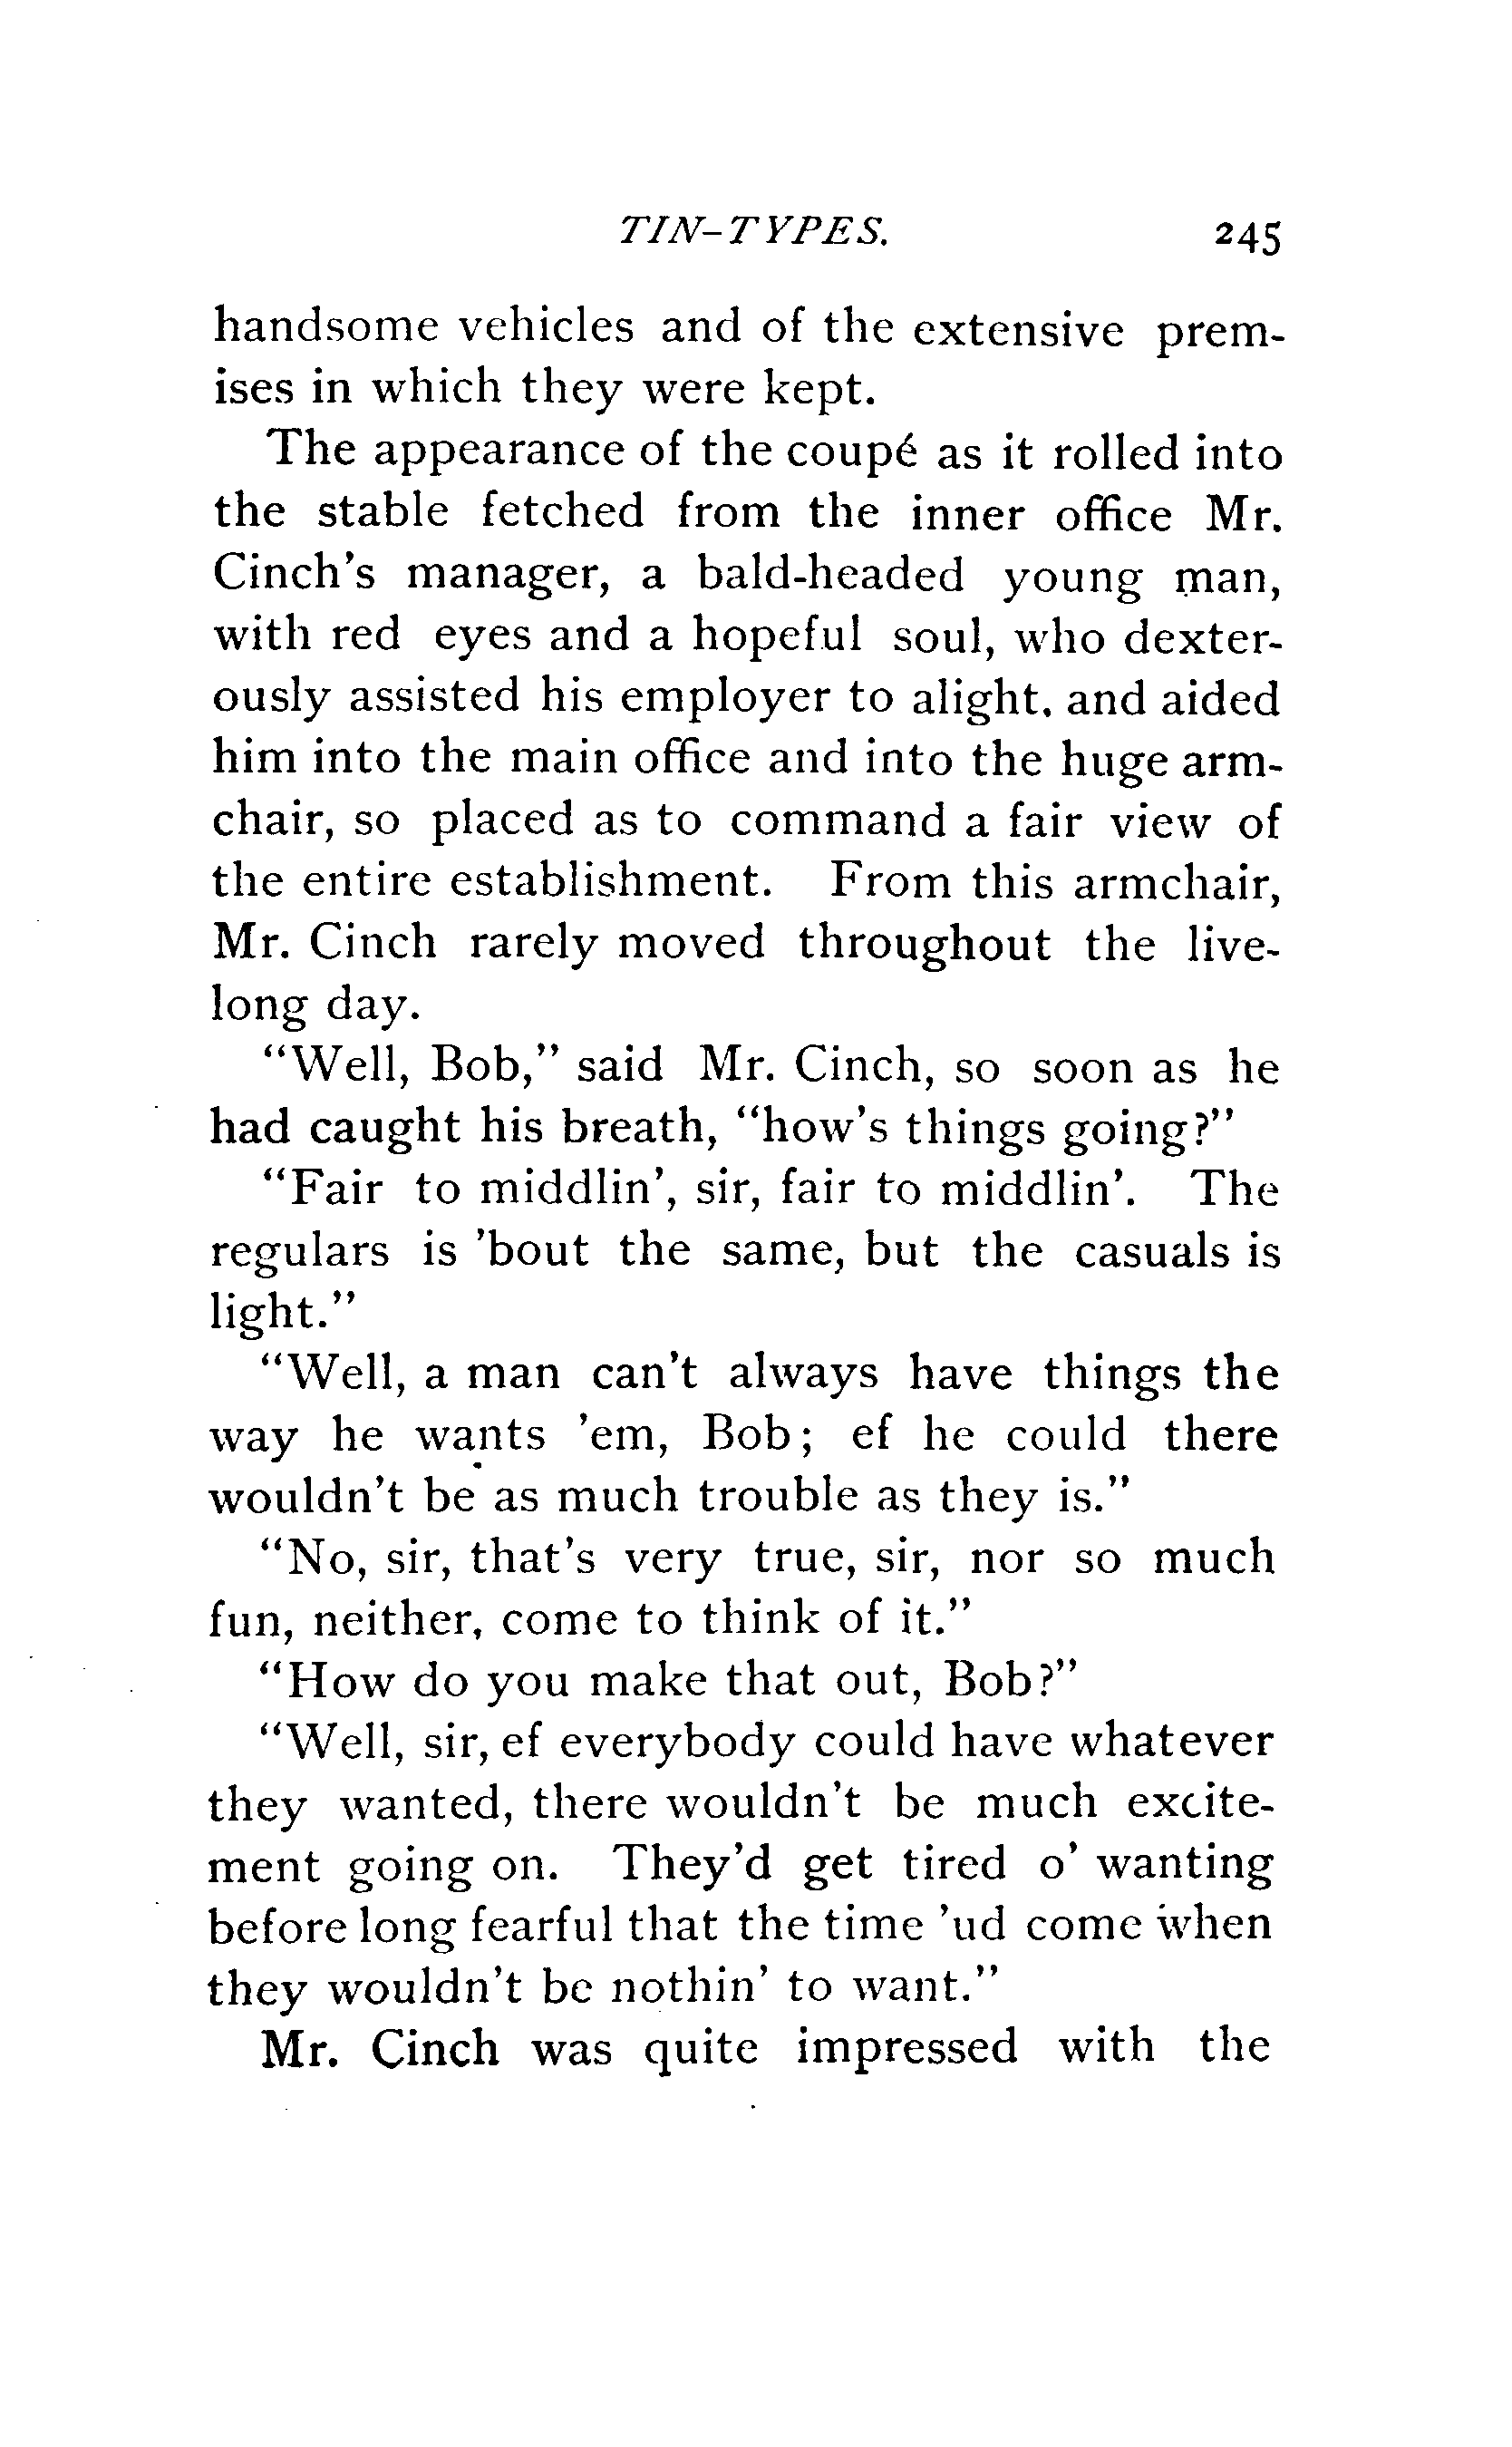 TIN-TYPES. 245
handsome vehicles and of the extensive prem-
ises in which they were kept.
The appearance of the coupé as it rolled into
the stable fetched from the inner office Mr.
Cinch's manager, a bald-headed young man,
with red eyes and a hopeful soul, who dexter-
ously assisted his employer to alight, and aided
him into the main office and into the huge arm-
chair, so placed as to command a fair view of
the entire establishment. From this armchair,
Mr. Cinch rarely moved throughout the live-
long day.
"Well, Bob," said Mr. Cinch, so soon as he
had caught his breath, "how's things going?"
"Fair to middlin', sir, fair to middlin'. The
regulars is 'bout the same, but the casuals is
light."
"Well, a man can't always have things the
way he wants 'em, Bob; ef he could there
wouldn't be as much trouble as they is."
"No, sir, that's very true, sir, nor so much
fun, neither, come to think of it."
"How do you make that out, Bob?"
"Well, sir, ef everybody could have whatever
they wanted, there wouldn't be much excite-
ment going on. They'd get tired o' wanting
before long fearful that the time 'ud come when
they wouldn't be nothin' to want."
Mr. Cinch was quite impressed with the